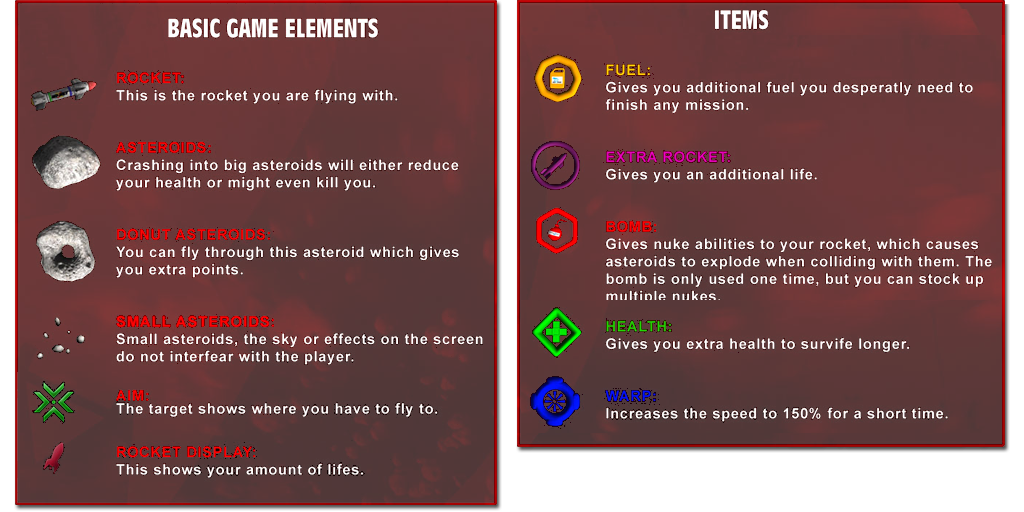 BASIC GAME ELEMENTS
ROCKET:
This is the rocket you are flying with.
ASTEROIDS:
Crashing into big asteroids will either reduce
your health or might even kill you.
DONUT ASTEROIDS:
You can fly through this asteroid which gives
you extra points.
SMALL ASTEROIDS:
Small asteroids, the sky or effects on the screen
do not interfear with the player.
AIM:
The target shows where you have to fly to.
ROCKET DISPLAY:
This shows your amount of lifes.
ITEMS
FUEL:
Gives you additional fuel you desperatly need to
finish any mission.
EXTRA ROCKET:
Gives you an additional life.
BOMB:
Gives nuke abilities to your rocket, which causes
asteroids to explode when colliding with them. The
bomb is only used one time, but you can stock up
multiple nukes.
HEALTH:
Gives you extra health to survife longer.
WARP:
Increases the speed to 150% for a short time.